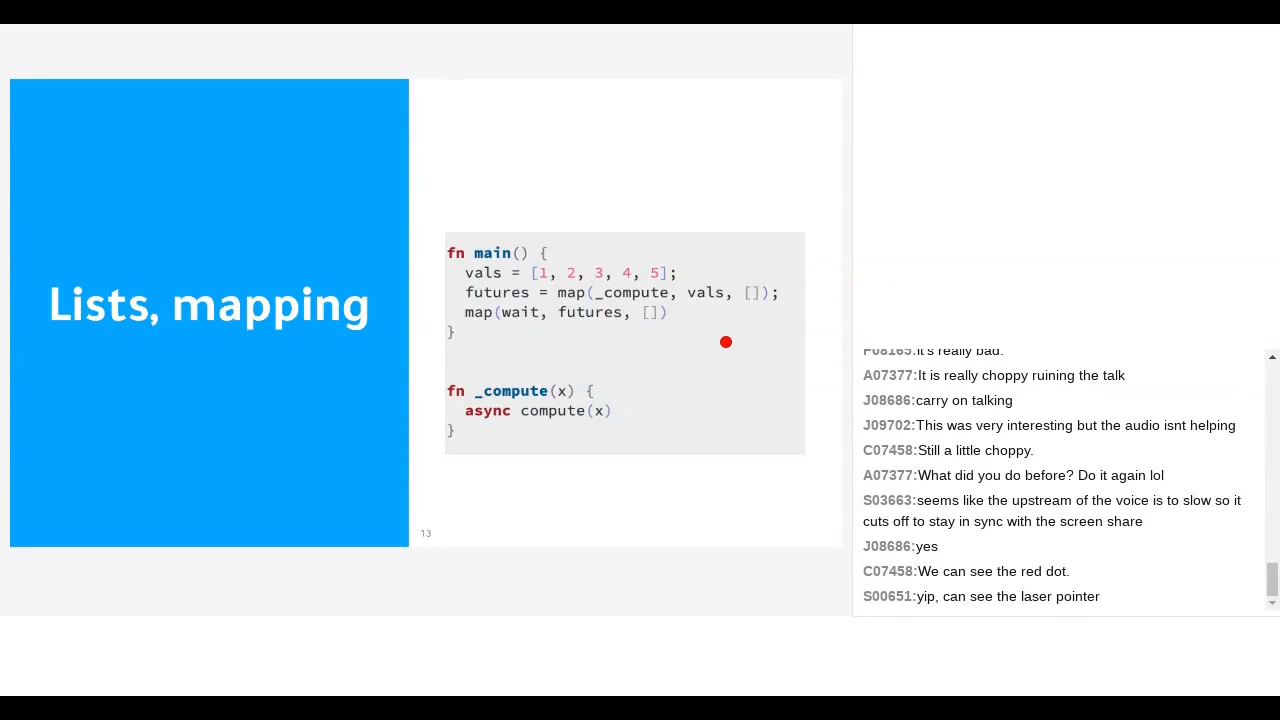 Lists, mapping
fn main() {
vals = [1, 2, 3, 4, 5];
futures = map(_compute, vals, []);
map(wait, futures, [])
}
fn _compute(x) {
async compute(x)
}
13
F08165:it's really bad.
A07377:It is really choppy ruining the talk
J08686:carry on talking
J09702:This was very interesting but the audio isnt helping
C07458:Still a little choppy.
A07377:What did you do before? Do it again lol
S03663:seems like the upstream of the voice is to slow so it
cuts off to stay in sync with the screen share
J08686:yes
C07458:We can see the red dot.
S00651:yip, can see the laser pointer